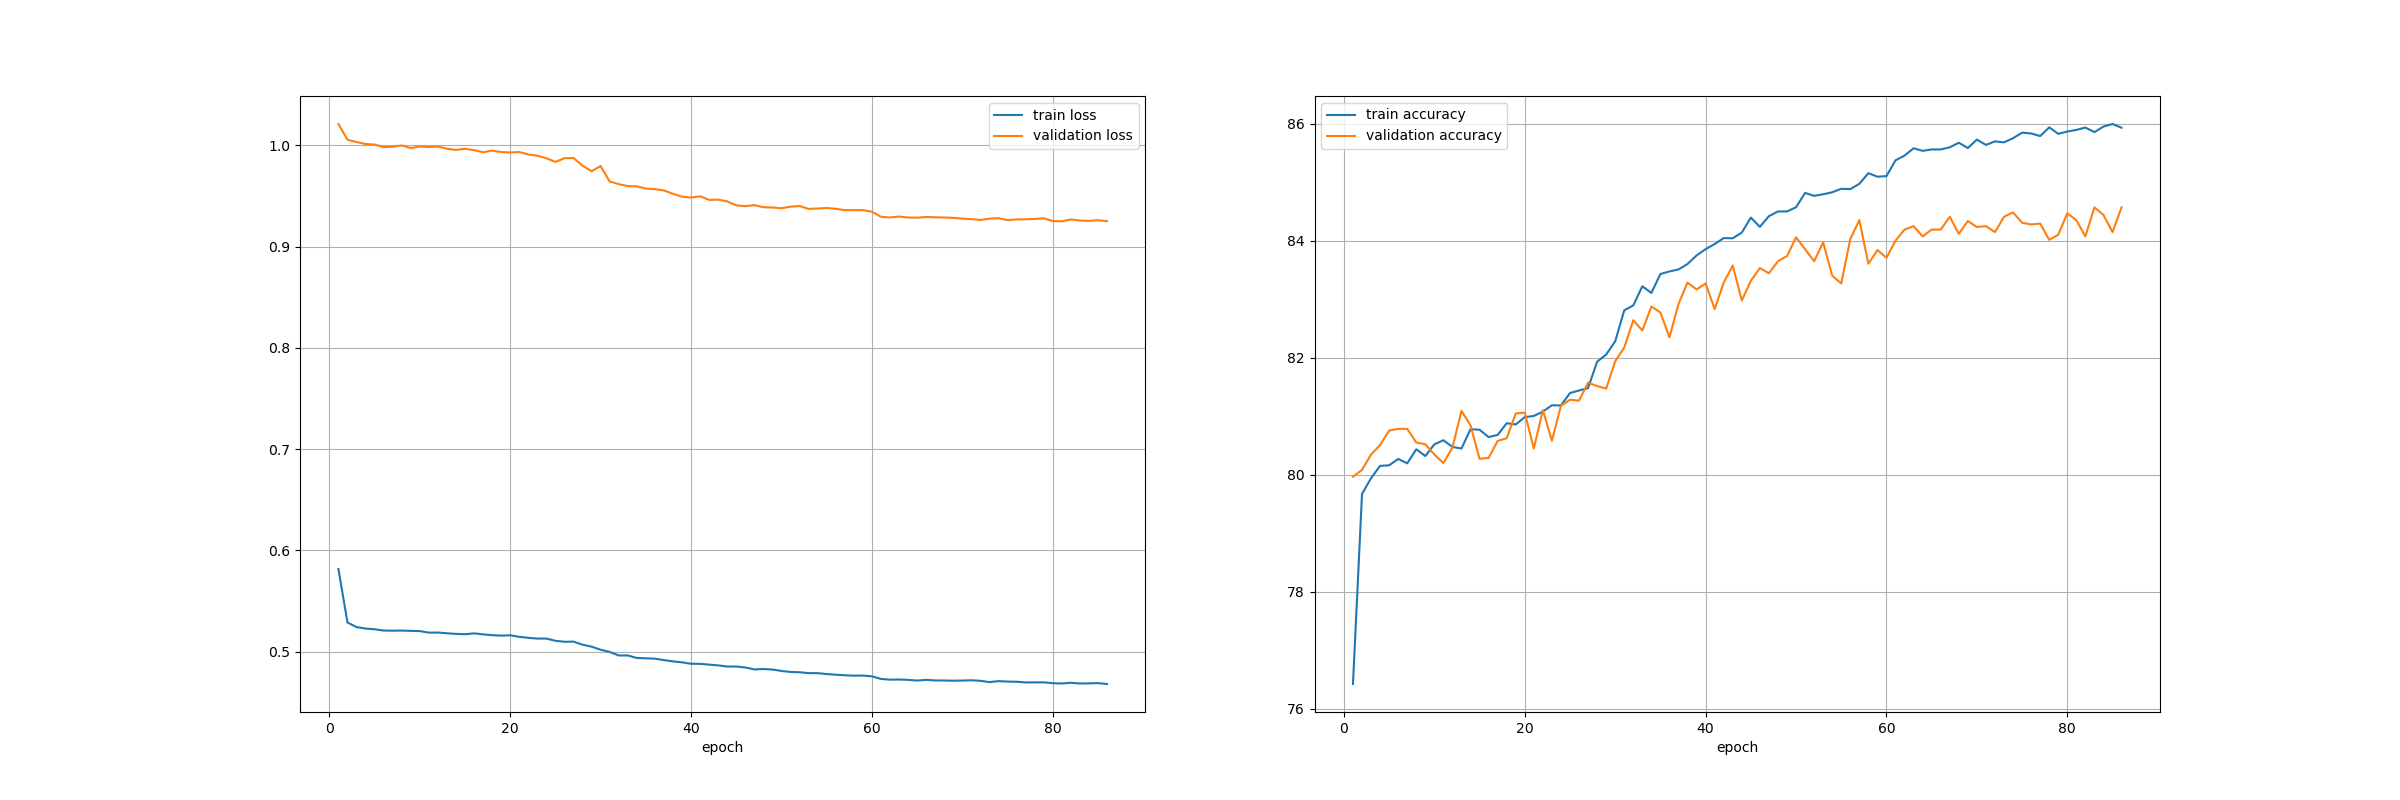 train loss
validation loss
1.0
0.9
0.8
0.7
0.6
0.5
0 20 40 60 80
epoch
train accuracy
validation accuracy
86
84
82
80
78
76
0 20 40 60 80
epoch